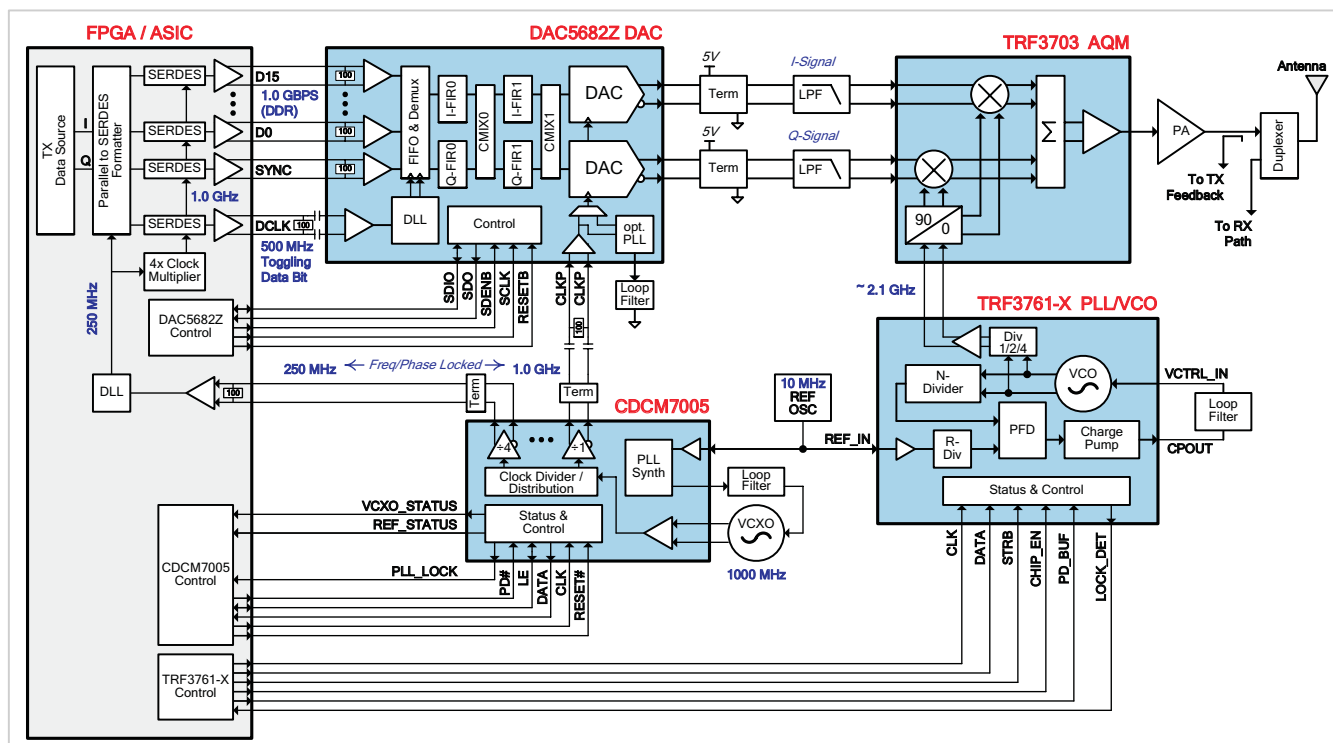 FPGA / ASIC
TX
Data Source
I
Q
Parallel to SERDES
Formatter
SERDES
SERDES
SERDES
SERDES
4x Clock
Multiplier
250 MHz
1.0 GHz
DLL
DAC5682Z
Control
CDCM7005
Control
TRF3761-X
Control
D15
100
1.0 GBPS
(DDR)
D0
100
SYNC
100
DCLK
100
500 MHz
Toggling
Data Bit
100
DAC5682Z DAC
FIFO & Demux
I-FIR0
Q-FIR0
CMIX0
I-FIR1
Q-FIR1
CMIX1
DAC
DAC
DLL
Control
opt.
PLL
Loop
Filter
SDIO
SDO
SDENB
SCLK
RESETB
CLKP
CLKP
100
5V
Term
I-Signal
LPF
5V
Term
Q-Signal
LPF
TRF3703 AQM
Σ
90
0
PA
Antenna
Duplexer
To TX
Feedback
To RX
Path
~ 2.1 GHz
TRF3761-X PLL/VCO
Div
1/2/4
N-
Divider
VCO
PFD
R-
Div
Charge
Pump
Status & Control
VCTRL_IN
Loop
Filter
CPOUT
REF_IN
10 MHz
REF
OSC
CLK
DATA
STRB
CHIP_EN
PD_BUF
LOCK_DET
250 MHz
Freq/Phase Locked
1.0 GHz
Term
Term
CDCM7005
÷4
÷1
Clock Divider /
Distribution
PLL
Synth
Loop
Filter
Status &
Control
VCXO
1000 MHz
VCXO_STATUS
REF_STATUS
PLL_LOCK
PD#
LE
DATA
CLK
RESET#